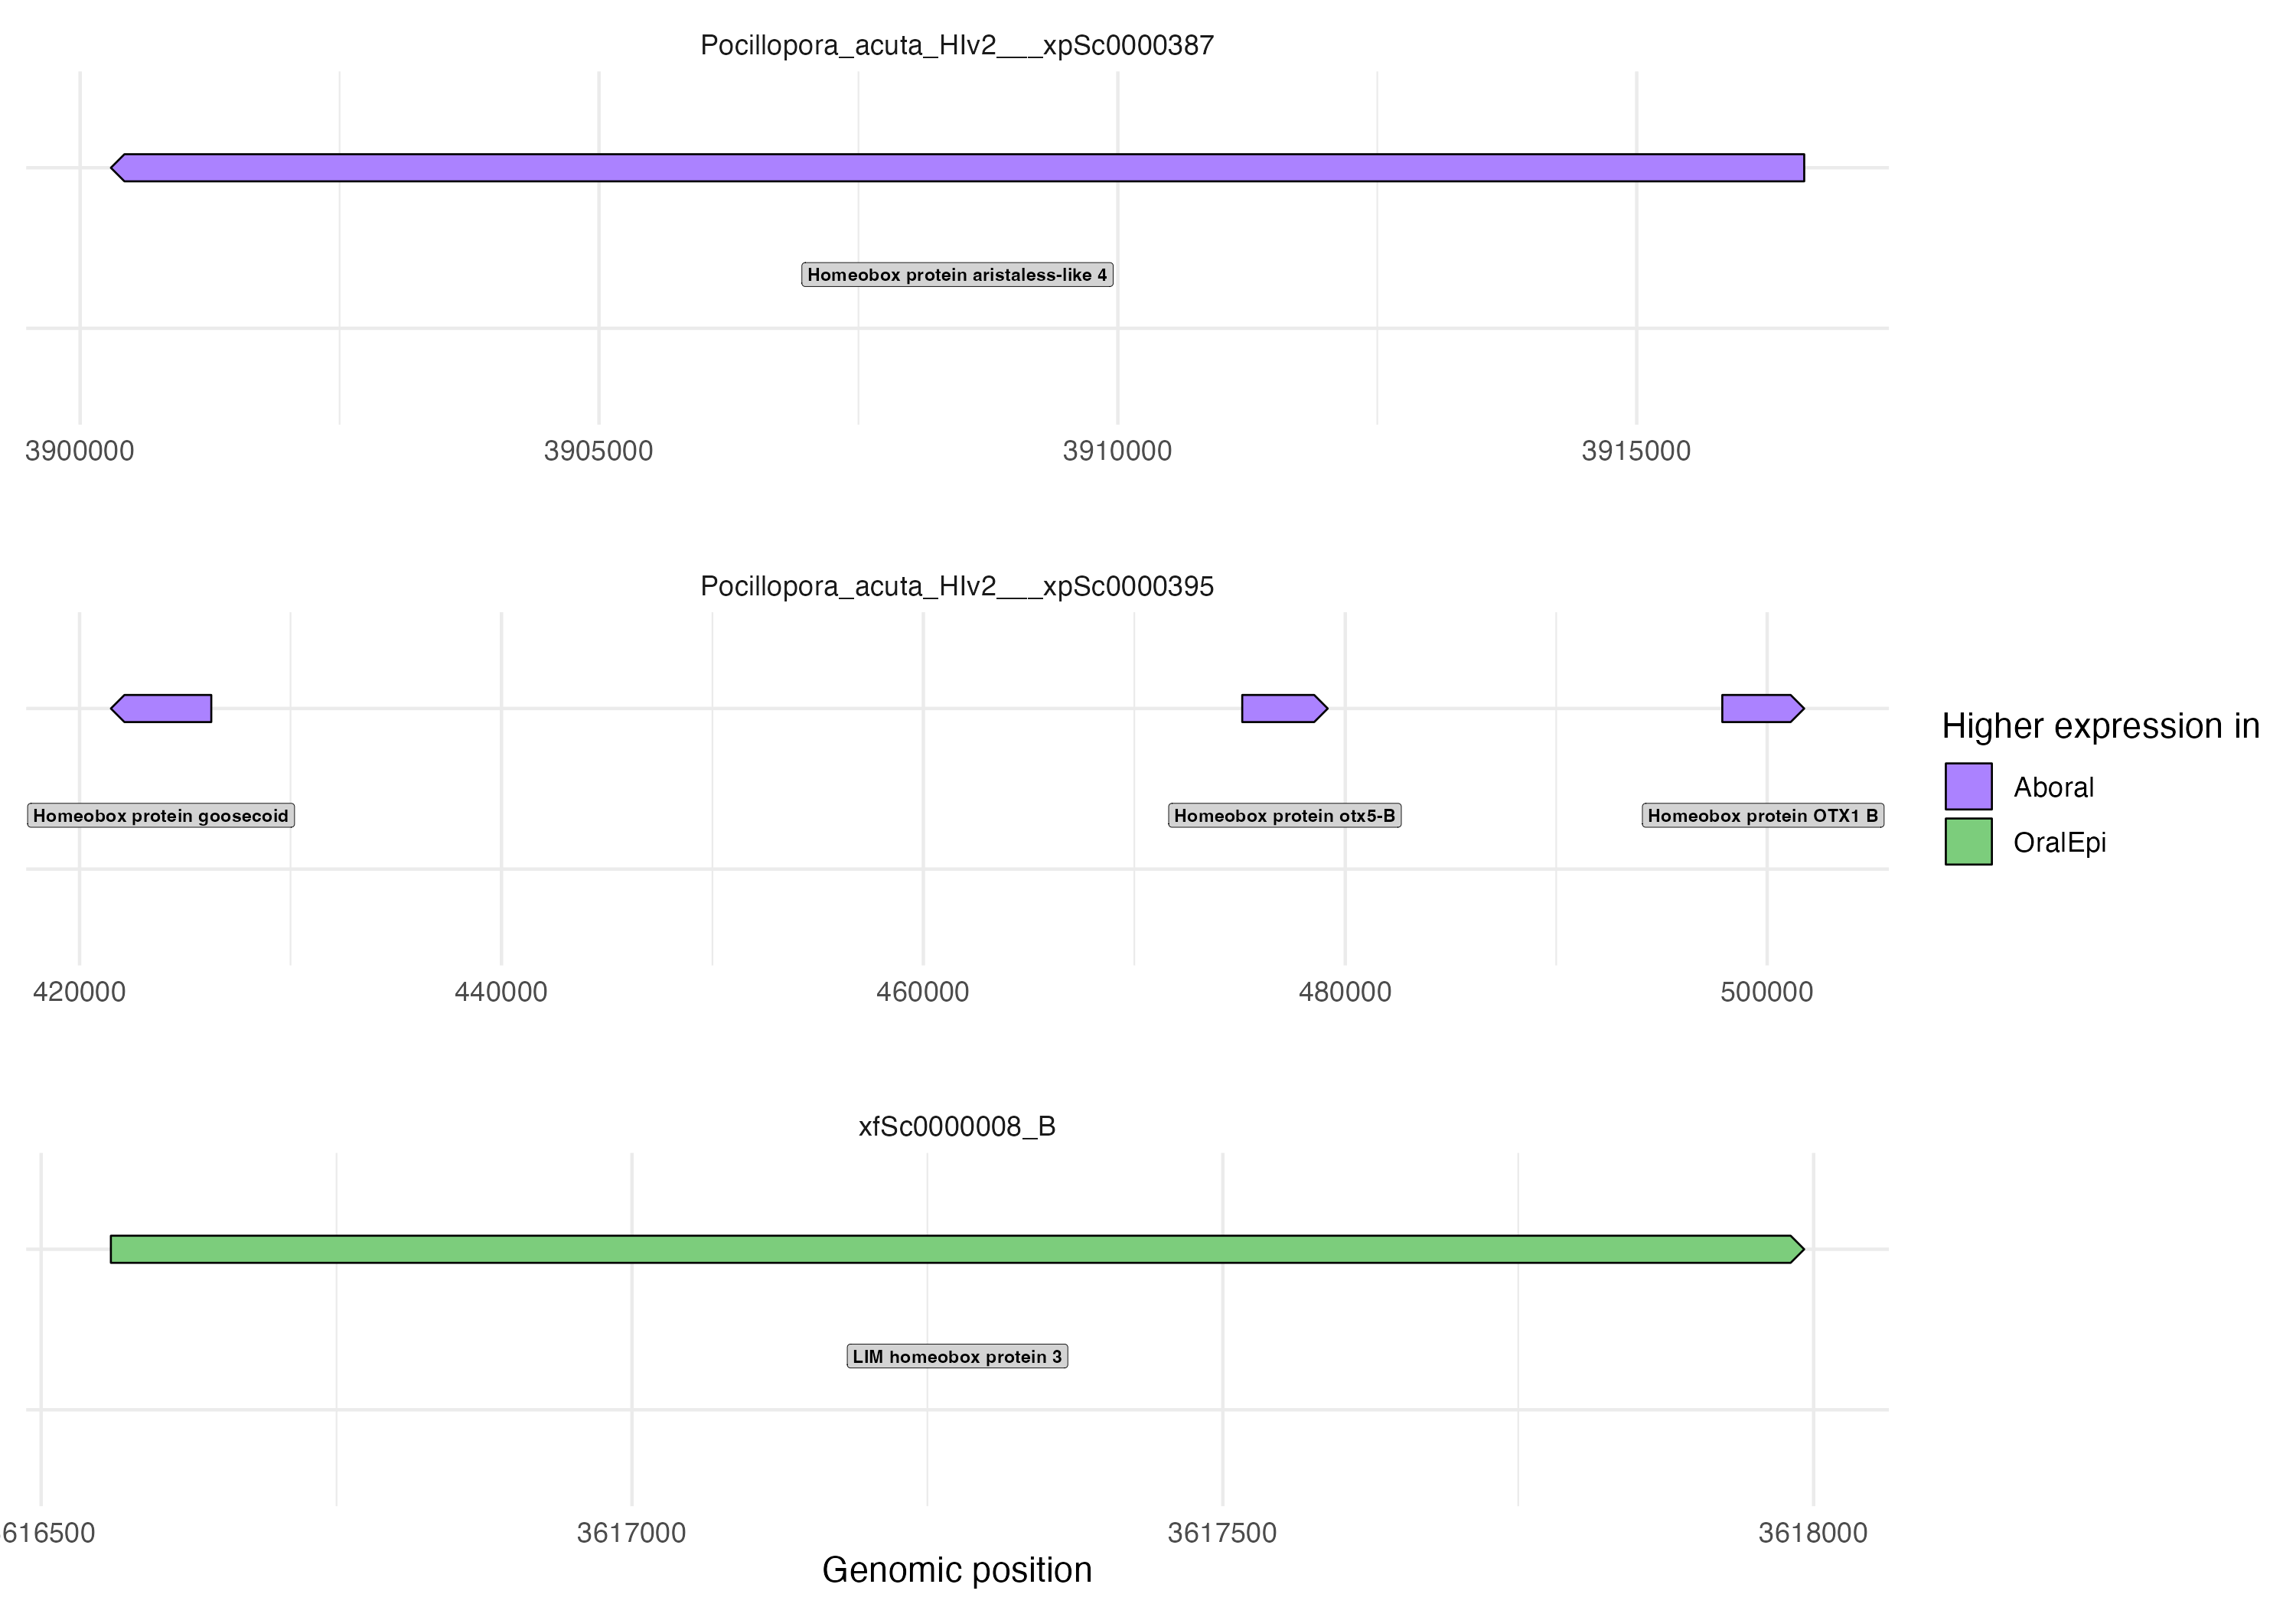 Pocillopora_acuta_HIv2___xpSc0000387
Homeobox protein aristaless-like 4
3900000 3905000 3910000 3915000
Pocillopora_acuta_HIv2___xpSc0000395
Homeobox protein goosecoid Homeobox protein otx5-B Homeobox protein OTX1 B
420000 440000 460000 480000 500000
Higher expression in
Aboral
OralEpi
xfSc0000008_B
LIM homeobox protein 3
616500 3617000 3617500 3618000
Genomic position